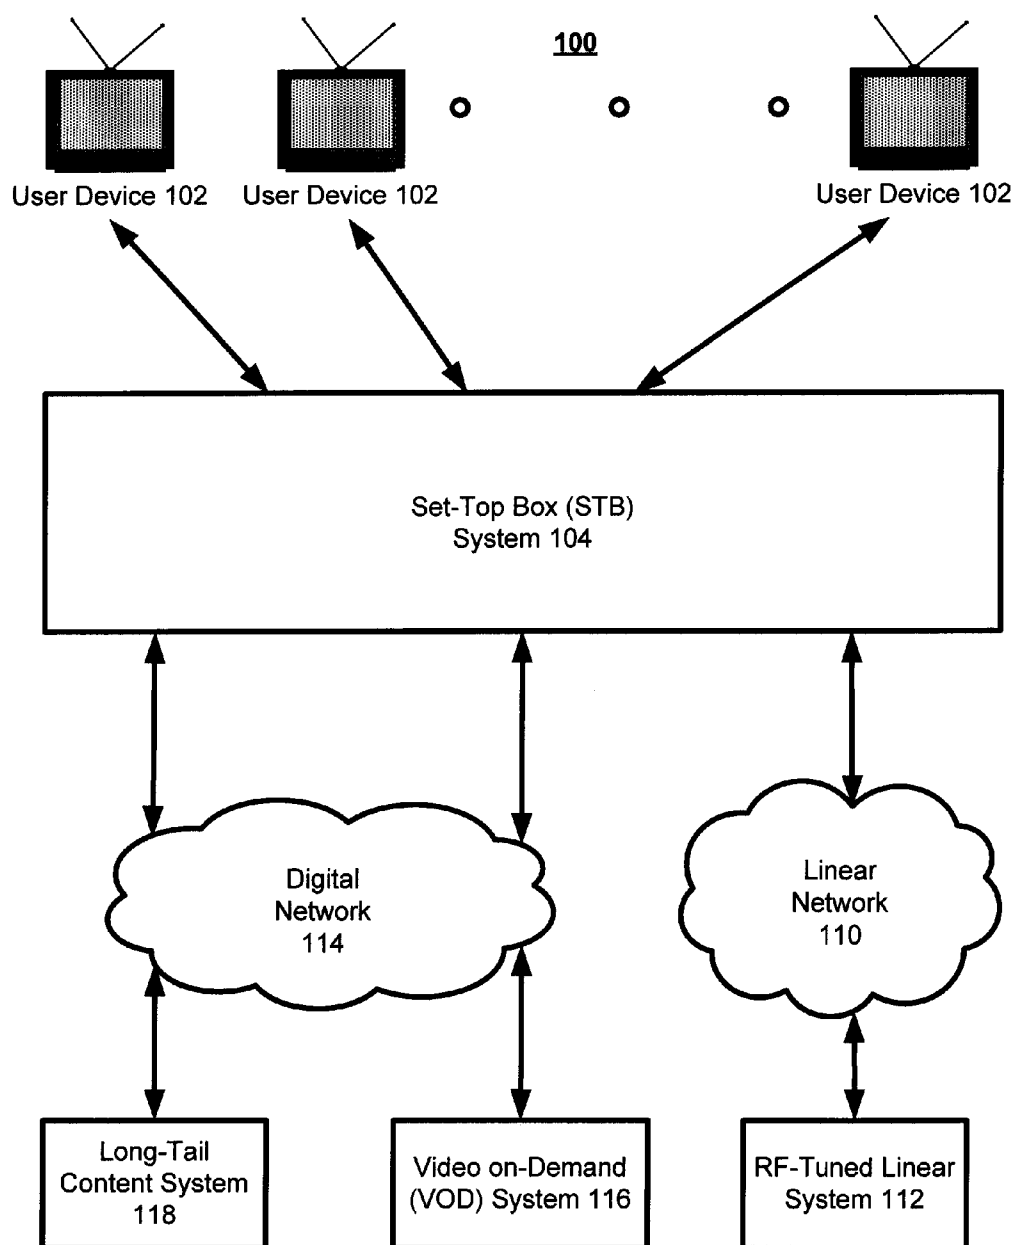 100
User Device 102
User Device 102
User Device 102
Set-Top Box (STB)
System 104
Digital
Network
114
Linear
Network
110
Long-Tail
Content System
118
Video on-Demand
(VOD) System 116
RF-Tuned Linear
System 112